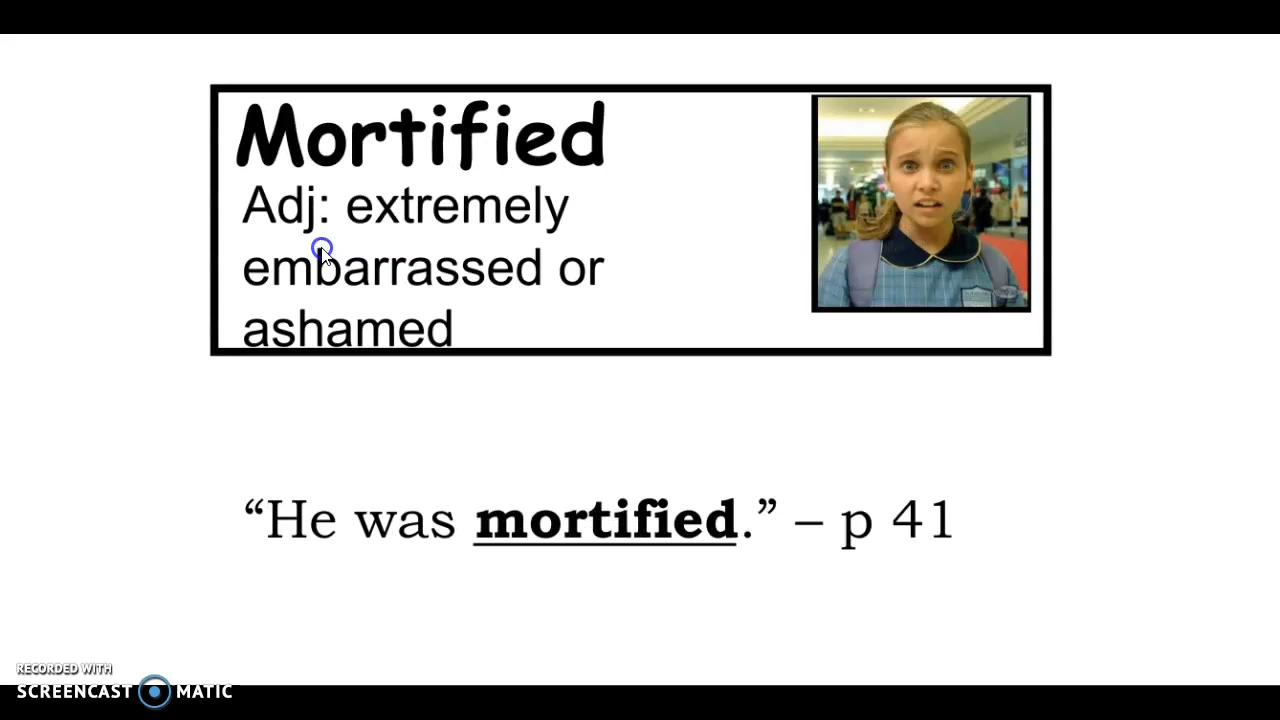 Mortified
Adj: extremely
embarrassed or
ashamed
“He was mortified.” – p 41
RECORDED WITH
SCREENCAST MATIC